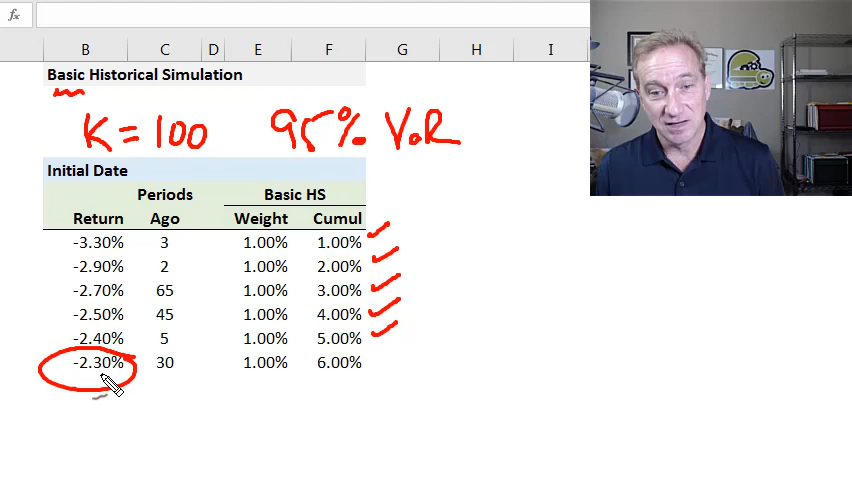 fx
B C D E F G H I
Basic Historical Simulation
K = 100 95% VaR
Initial Date
Periods Basic HS
Return Ago Weight Cumul
-3.30% 3 1.00% 1.00%
-2.90% 2 1.00% 2.00%
-2.70% 65 1.00% 3.00%
-2.50% 45 1.00% 4.00%
-2.40% 5 1.00% 5.00%
-2.30% 30 1.00% 6.00%